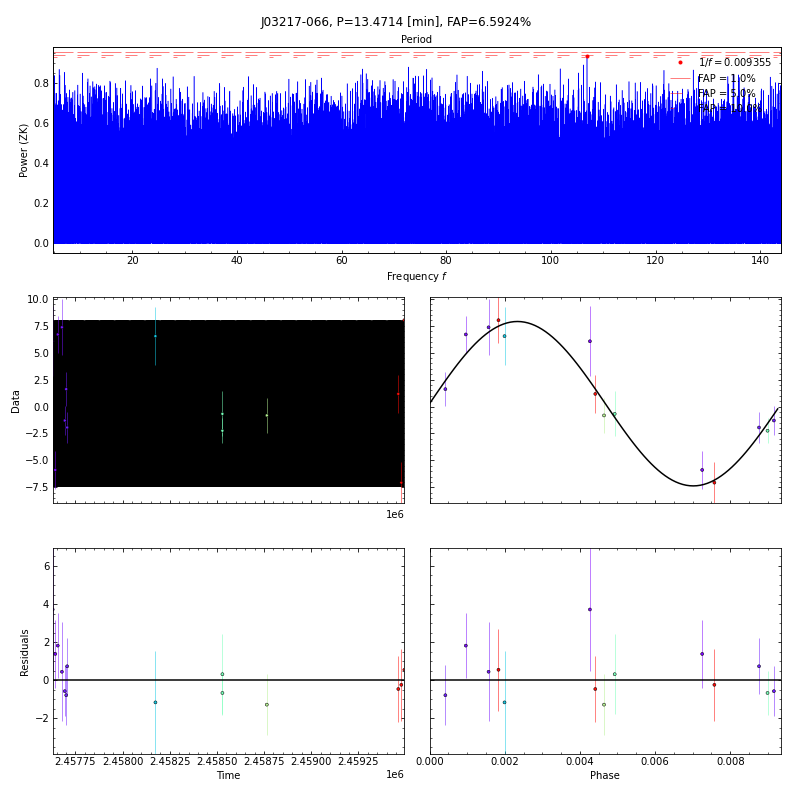 J03217-066, P=13.4714 [min], FAP=6.5924%
Period
Power (ZK)
0.8
0.6
0.4
0.2
0.0
1/f = 0.009355
FAP = 1.0%
FAP = 5.0%
20 40 60 80 100 120 140
Frequency f
Data
10.0
7.5
5.0
2.5
0.0
−2.5
−5.0
−7.5
1e6
Residuals
6
4
2
0
−2
2.45775 2.45800 2.45825 2.45850 2.45875 2.45900 2.45925
Time
1e6
0.000 0.002 0.004 0.006 0.008
Phase